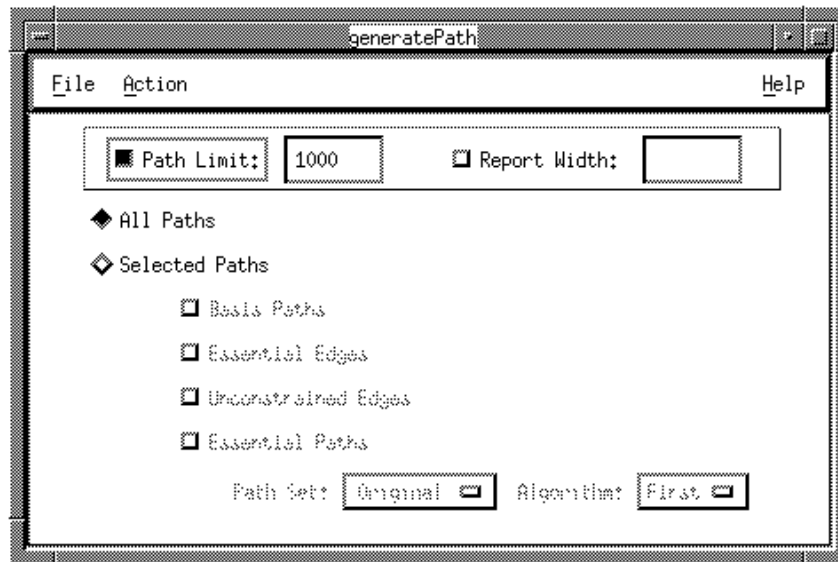 generatePath
File Action Help
Path Limit: 1000 Report Width:
All Paths
Selected Paths
Basis Paths
Essential Edges
Unconstrained Edges
Essential Paths
Path Set: Original Algorithm: First